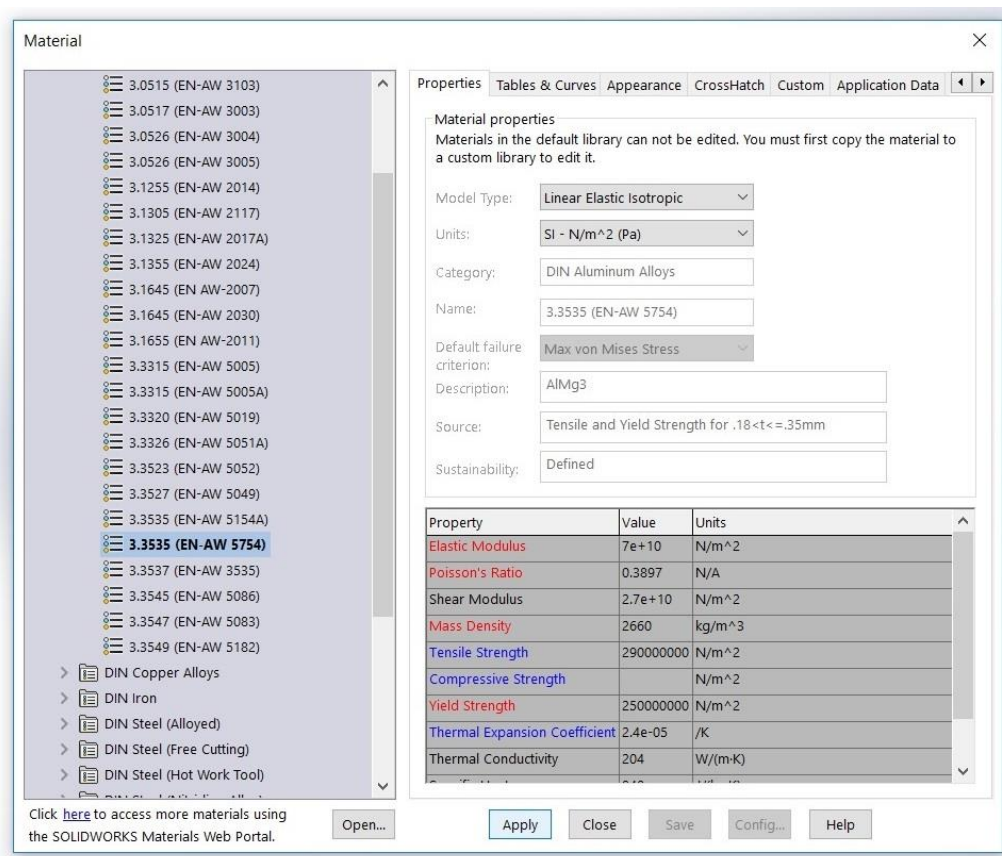 Material
3.0515 (EN-AW 3103)
3.0517 (EN-AW 3003)
3.0526 (EN-AW 3004)
3.0526 (EN-AW 3005)
3.1255 (EN-AW 2014)
3.1305 (EN-AW 2117)
3.1325 (EN-AW 2017A)
3.1355 (EN-AW 2024)
3.1645 (EN AW-2007)
3.1645 (EN-AW 2030)
3.1655 (EN AW-2011)
3.3315 (EN-AW 5005)
3.3315 (EN-AW 5005A)
3.3320 (EN-AW 5019)
3.3326 (EN-AW 5051A)
3.3523 (EN-AW 5052)
3.3527 (EN-AW 5049)
3.3535 (EN-AW 5154A)
3.3535 (EN-AW 5754)
3.3537 (EN-AW 3535)
3.3545 (EN-AW 5086)
3.3547 (EN-AW 5083)
3.3549 (EN-AW 5182)
DIN Copper Alloys
DIN Iron
DIN Steel (Alloyed)
DIN Steel (Free Cutting)
DIN Steel (Hot Work Tool)
Click here to access more materials using
the SOLIDWORKS Materials Web Portal.
Open...
Properties Tables & Curves Appearance CrossHatch Custom Application Data
Material properties
Materials in the default library can not be edited. You must first copy the material to
a custom library to edit it.
Model Type: Linear Elastic Isotropic
Units: SI - N/m^2 (Pa)
Category: DIN Aluminum Alloys
Name: 3.3535 (EN-AW 5754)
Default failure
criterion: Max von Mises Stress
Description: AlMg3
Source: Tensile and Yield Strength for .18<t<=.35mm
Sustainability: Defined
Property Value Units
Elastic Modulus 7e+10 N/m^2
Poisson's Ratio 0.3897 N/A
Shear Modulus 2.7e+10 N/m^2
Mass Density 2660 kg/m^3
Tensile Strength 290000000 N/m^2
Compressive Strength N/m^2
Yield Strength 250000000 N/m^2
Thermal Expansion Coefficient 2.4e-05 /K
Thermal Conductivity 204 W/(m·K)
Apply Close Save Config... Help